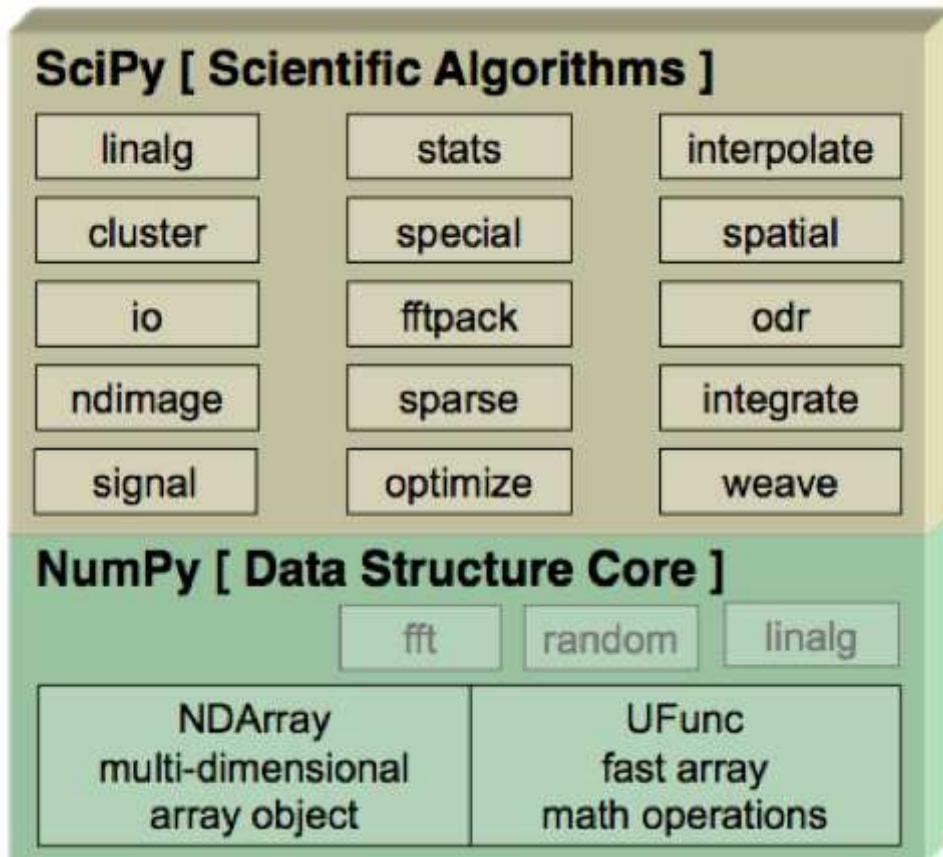 SciPy [ Scientific Algorithms ]
linalg
stats
interpolate
cluster
special
spatial
io
fftpack
odr
ndimage
sparse
integrate
signal
optimize
weave
NumPy [ Data Structure Core ]
fft
random
linalg
NDArray
multi-dimensional
array object
UFunc
fast array
math operations